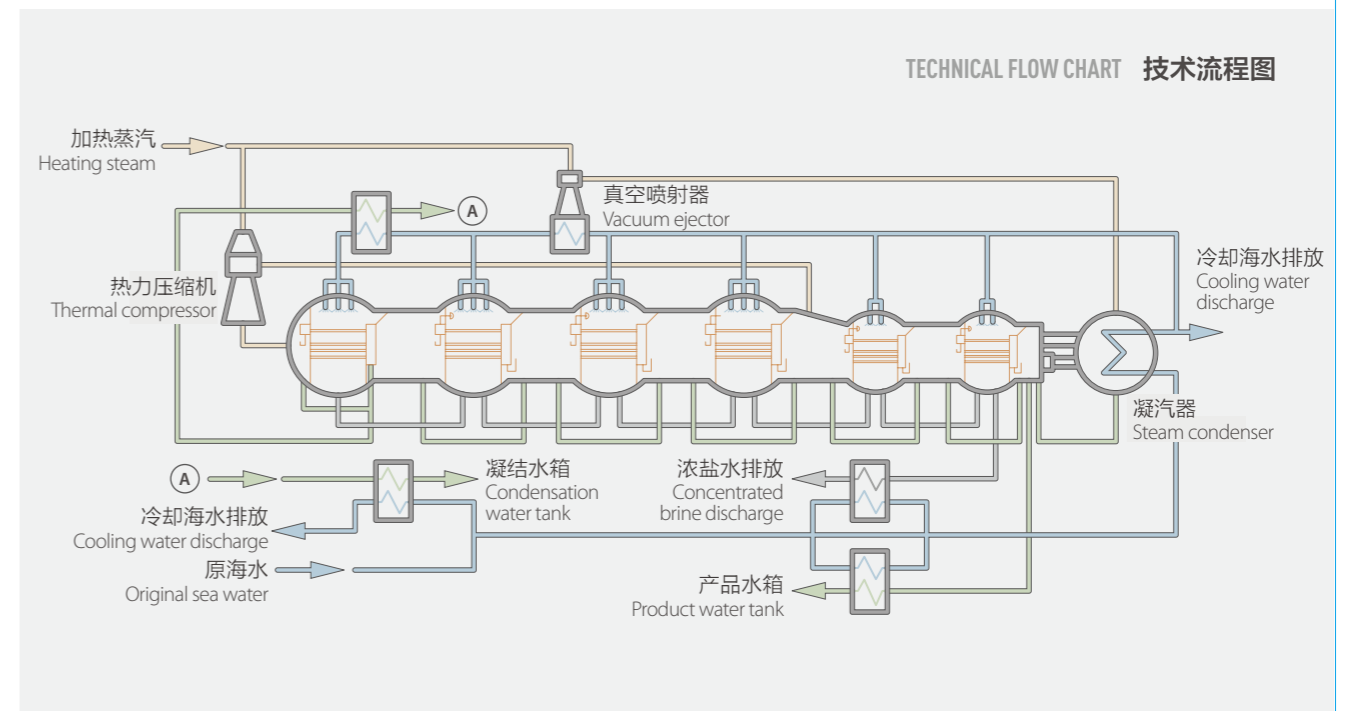 TECHNICAL FLOW CHART 技术流程图
加热蒸汽
Heating steam
A
真空喷射器
Vacuum ejector
热力压缩机
Thermal compressor
冷却海水排放
Cooling water
discharge
凝汽器
Steam condenser
A
凝结水箱
Condensation
water tank
浓盐水排放
Concentrated
brine discharge
冷却海水排放
Cooling water discharge
原海水
Original sea water
产品水箱
Product water tank